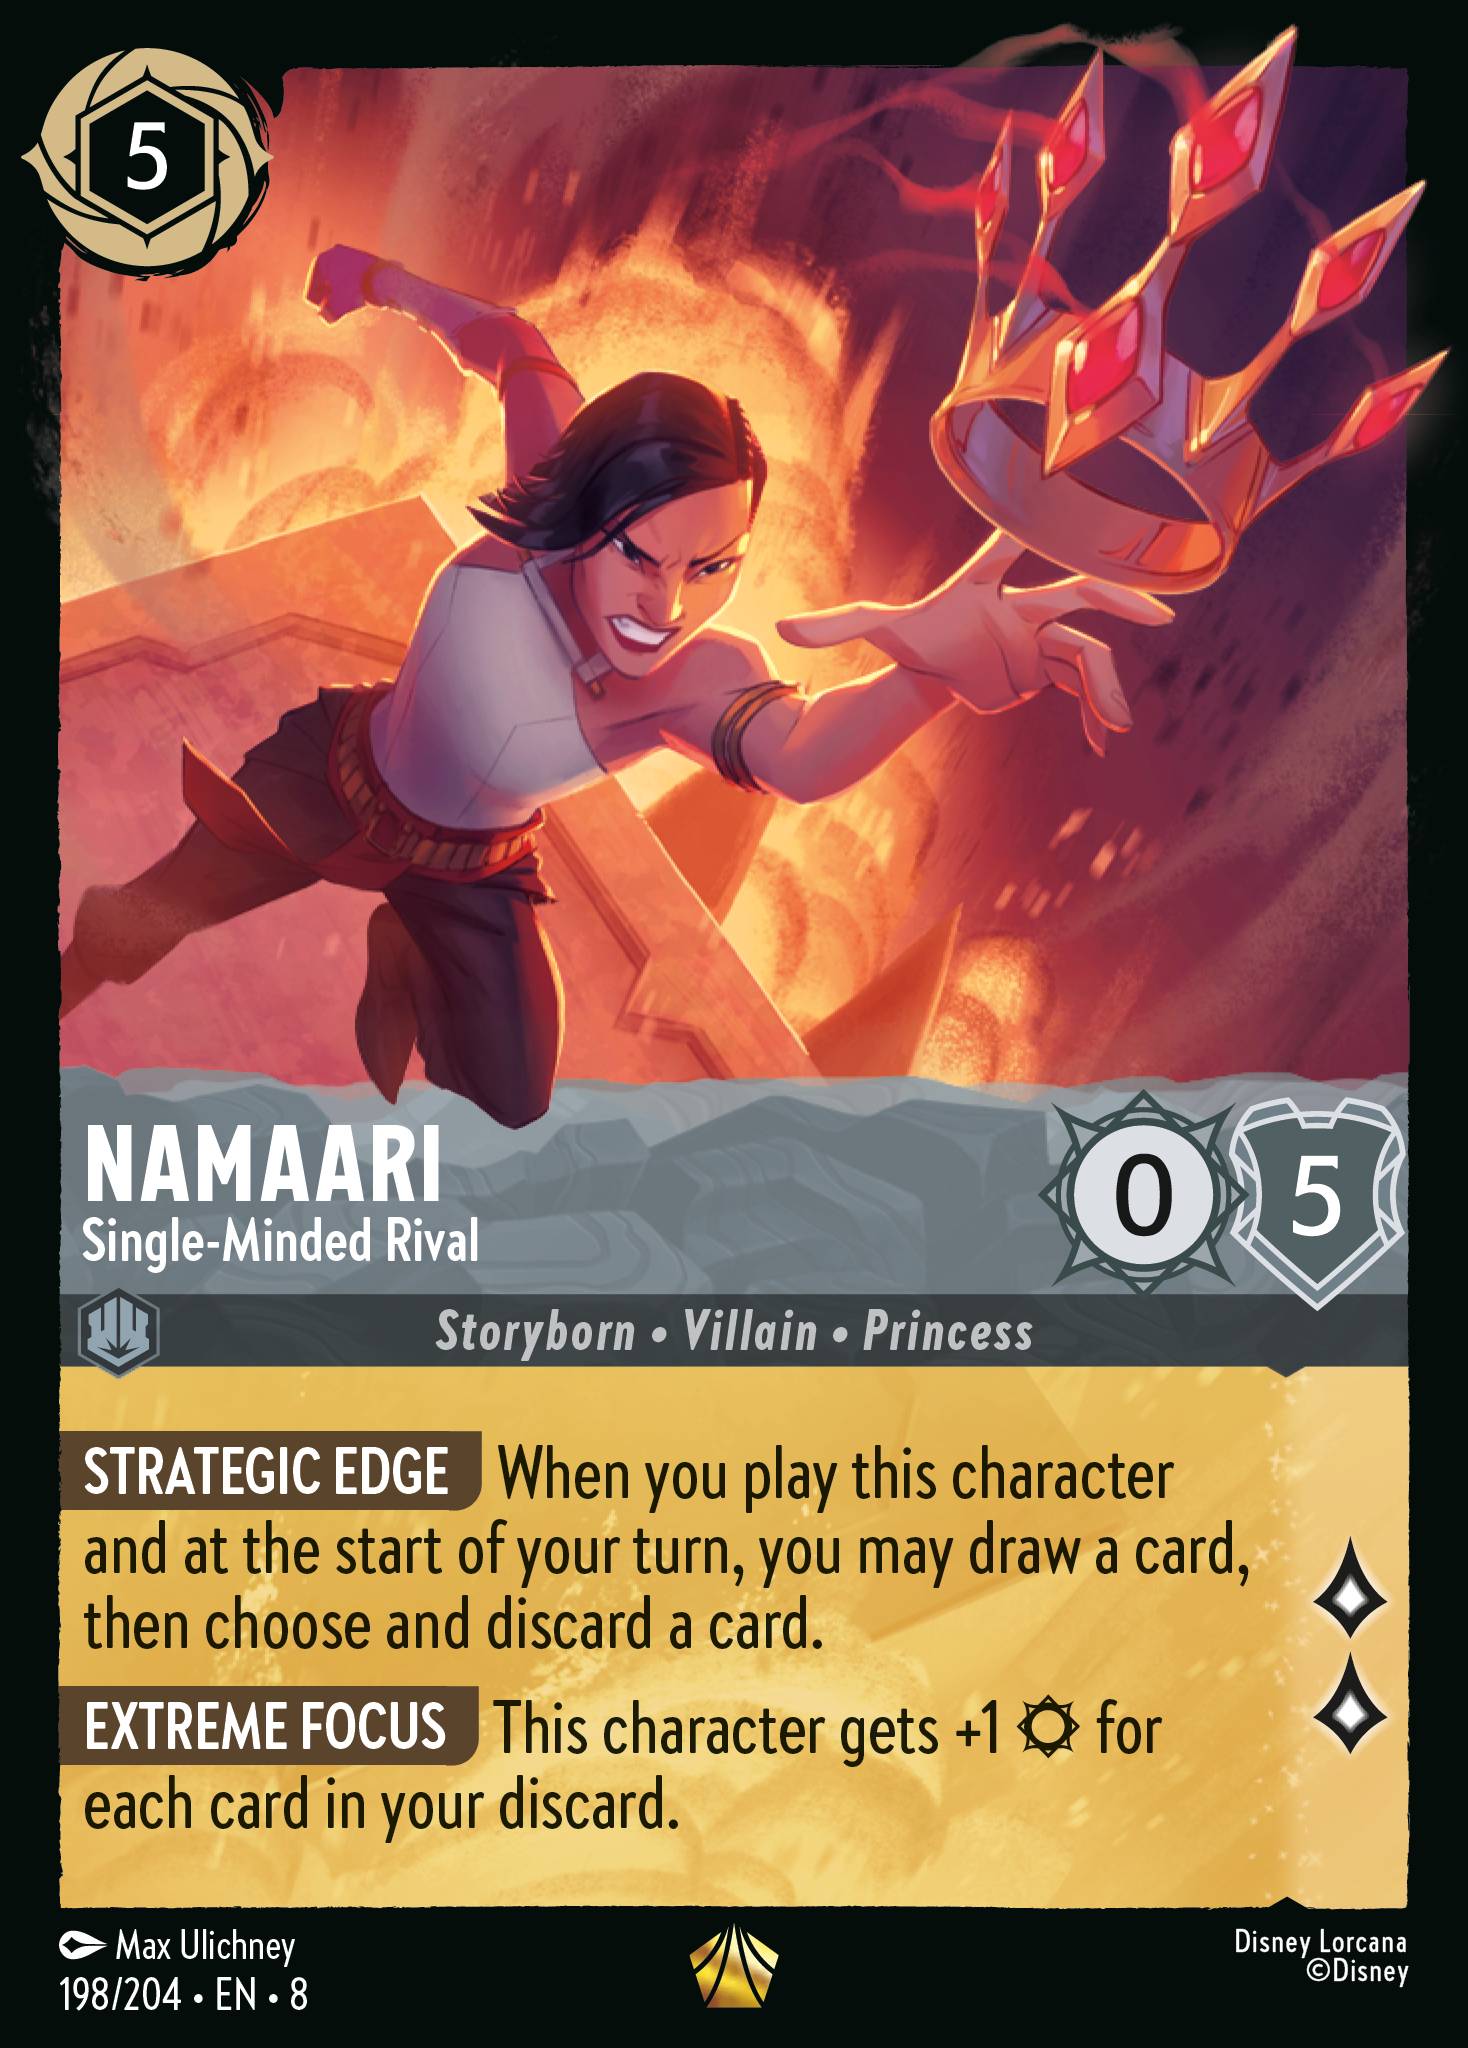 5
NAMAARI
Single-Minded Rival
0
5
Storyborn • Villain • Princess
STRATEGIC EDGE When you play this character
and at the start of your turn, you may draw a card,
then choose and discard a card.
EXTREME FOCUS This character gets +1 for
each card in your discard.
Max Ulichney
198/204 • EN • 8
Disney Lorcana
©Disney